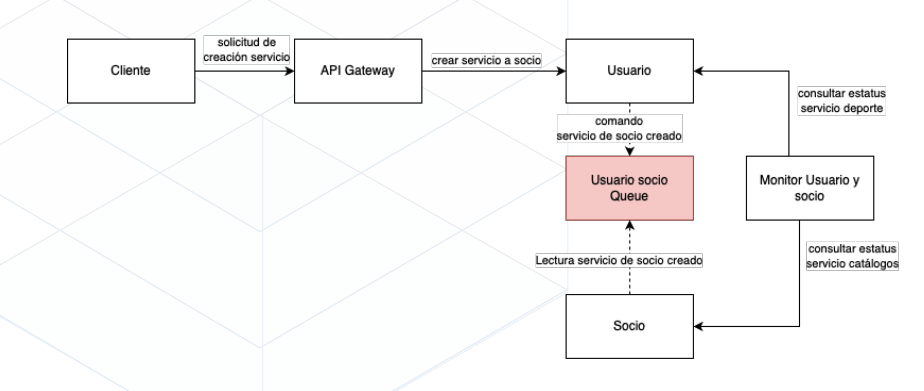 solicitud de
creación servicio
Cliente
API Gateway
crear servicio a socio
Usuario
consultar estatus
servicio deporte
comando
servicio de socio creado
Usuario socio
Queue
Monitor Usuario y
socio
consultar estatus
servicio catálogos
Lectura servicio de socio creado
Socio